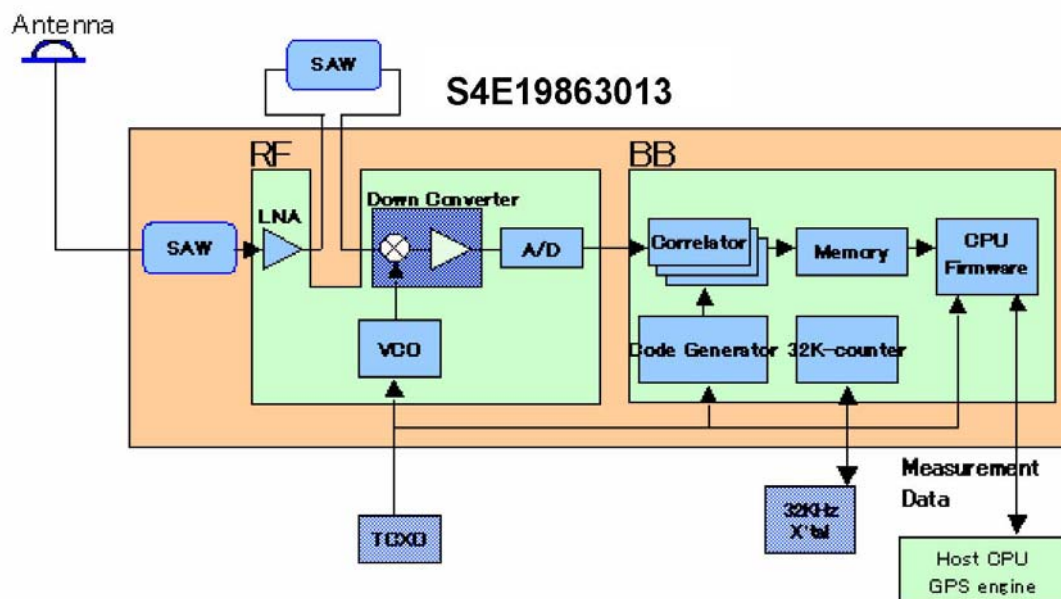 Antenna
SAW
S4E19863013
RF
BB
LNA
Down Converter
SAW
A/D
Correlator
Memory
CPU
Firmware
VCO
Code Generator
32K-counter
Measurement
Data
TCXO
32KHz
X'tal
Host CPU
GPS engine